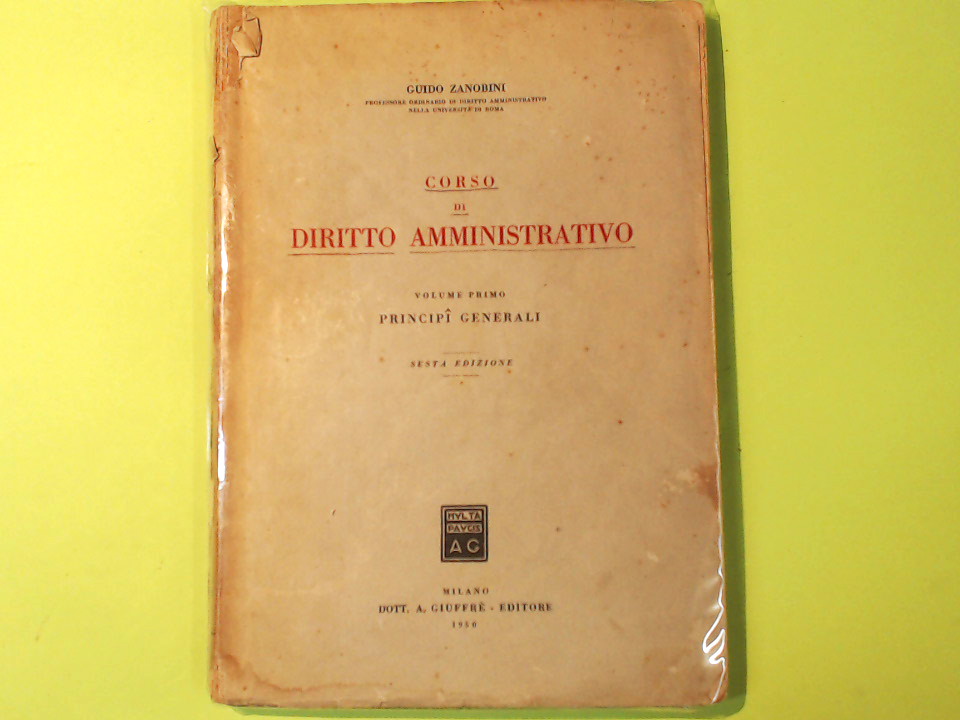 GUIDO ZANOBINI
PROFESSORE ORDINARIO DI DIRITTO AMMINISTRATIVO
NELLA UNIVERSITÀ DI ROMA
CORSO
DI
DIRITTO AMMINISTRATIVO
VOLUME PRIMO
PRINCIPÎ GENERALI
SESTA EDIZIONE
MVLTA
PAVCIS
AG
MILANO
DOTT. A. GIUFFRÈ - EDITORE
1950